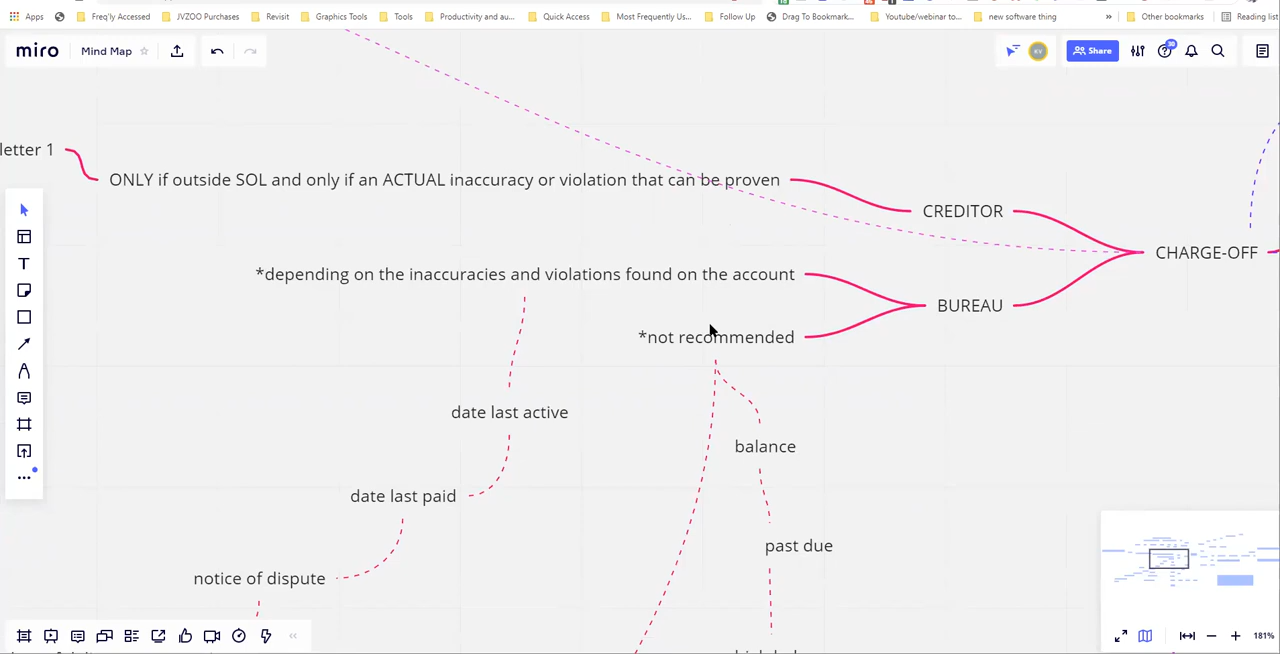 Apps
Freq'ly Accessed
JVZOO Purchases
Revisit
Graphics Tools
Tools
Productivity and au...
Quick Access
Most Frequently Us...
Follow Up
Drag To Bookmark...
Youtube/webinar to...
new software thing
»
Other bookmarks
Reading list
miro
Mind Map
Share
30
letter 1
ONLY if outside SOL and only if an ACTUAL inaccuracy or violation that can be proven
CREDITOR
CHARGE-OFF
*depending on the inaccuracies and violations found on the account
BUREAU
*not recommended
date last active
balance
date last paid
past due
notice of dispute
181%